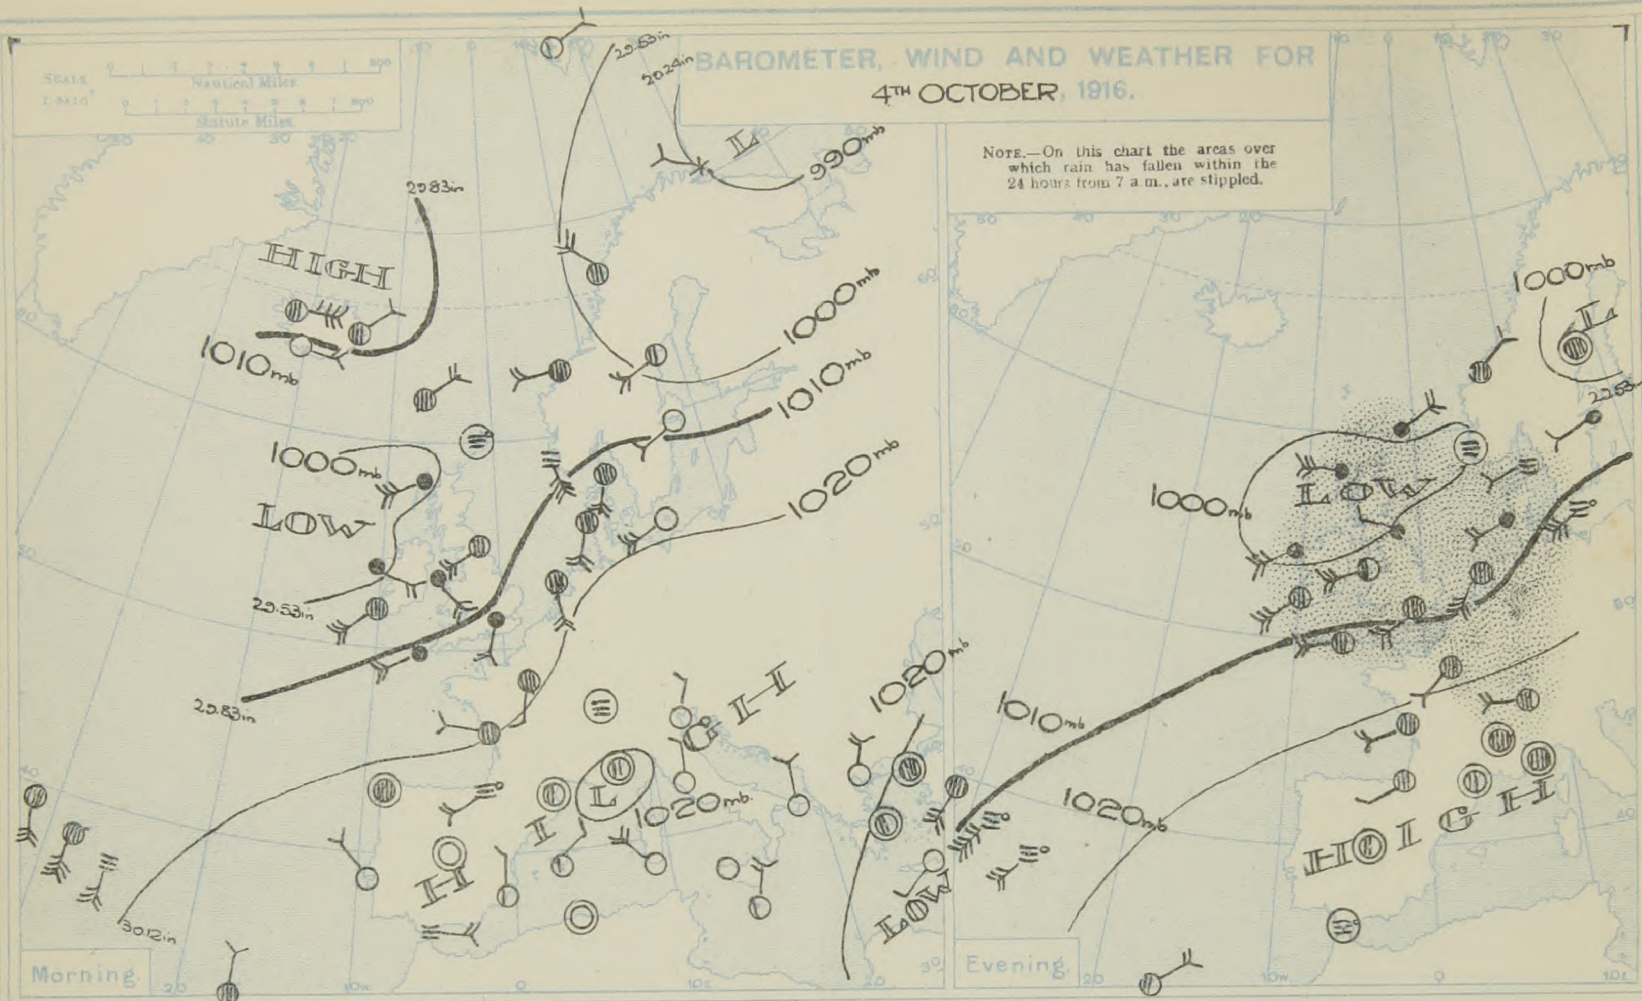 SCALE
Nautical Miles.
Statute Miles.
BAROMETER, WIND AND WEATHER FOR
4TH OCTOBER, 1916.
NOTE.—On this chart the areas over
which rain has fallen within the
24 hours from 7 a.m., are stippled.
29.53in
L
990mb
29.83in
HIGH
1010mb
1000mb
1010mb
1000mb
LOW
1020mb
29.53in
29.83in
HIGH
L
1020mb
1020mb
LOW
30.12in
Morning.
1000mb
L
29.53in
1000mb
LOW
1010mb
1020mb
HIGH
Evening.